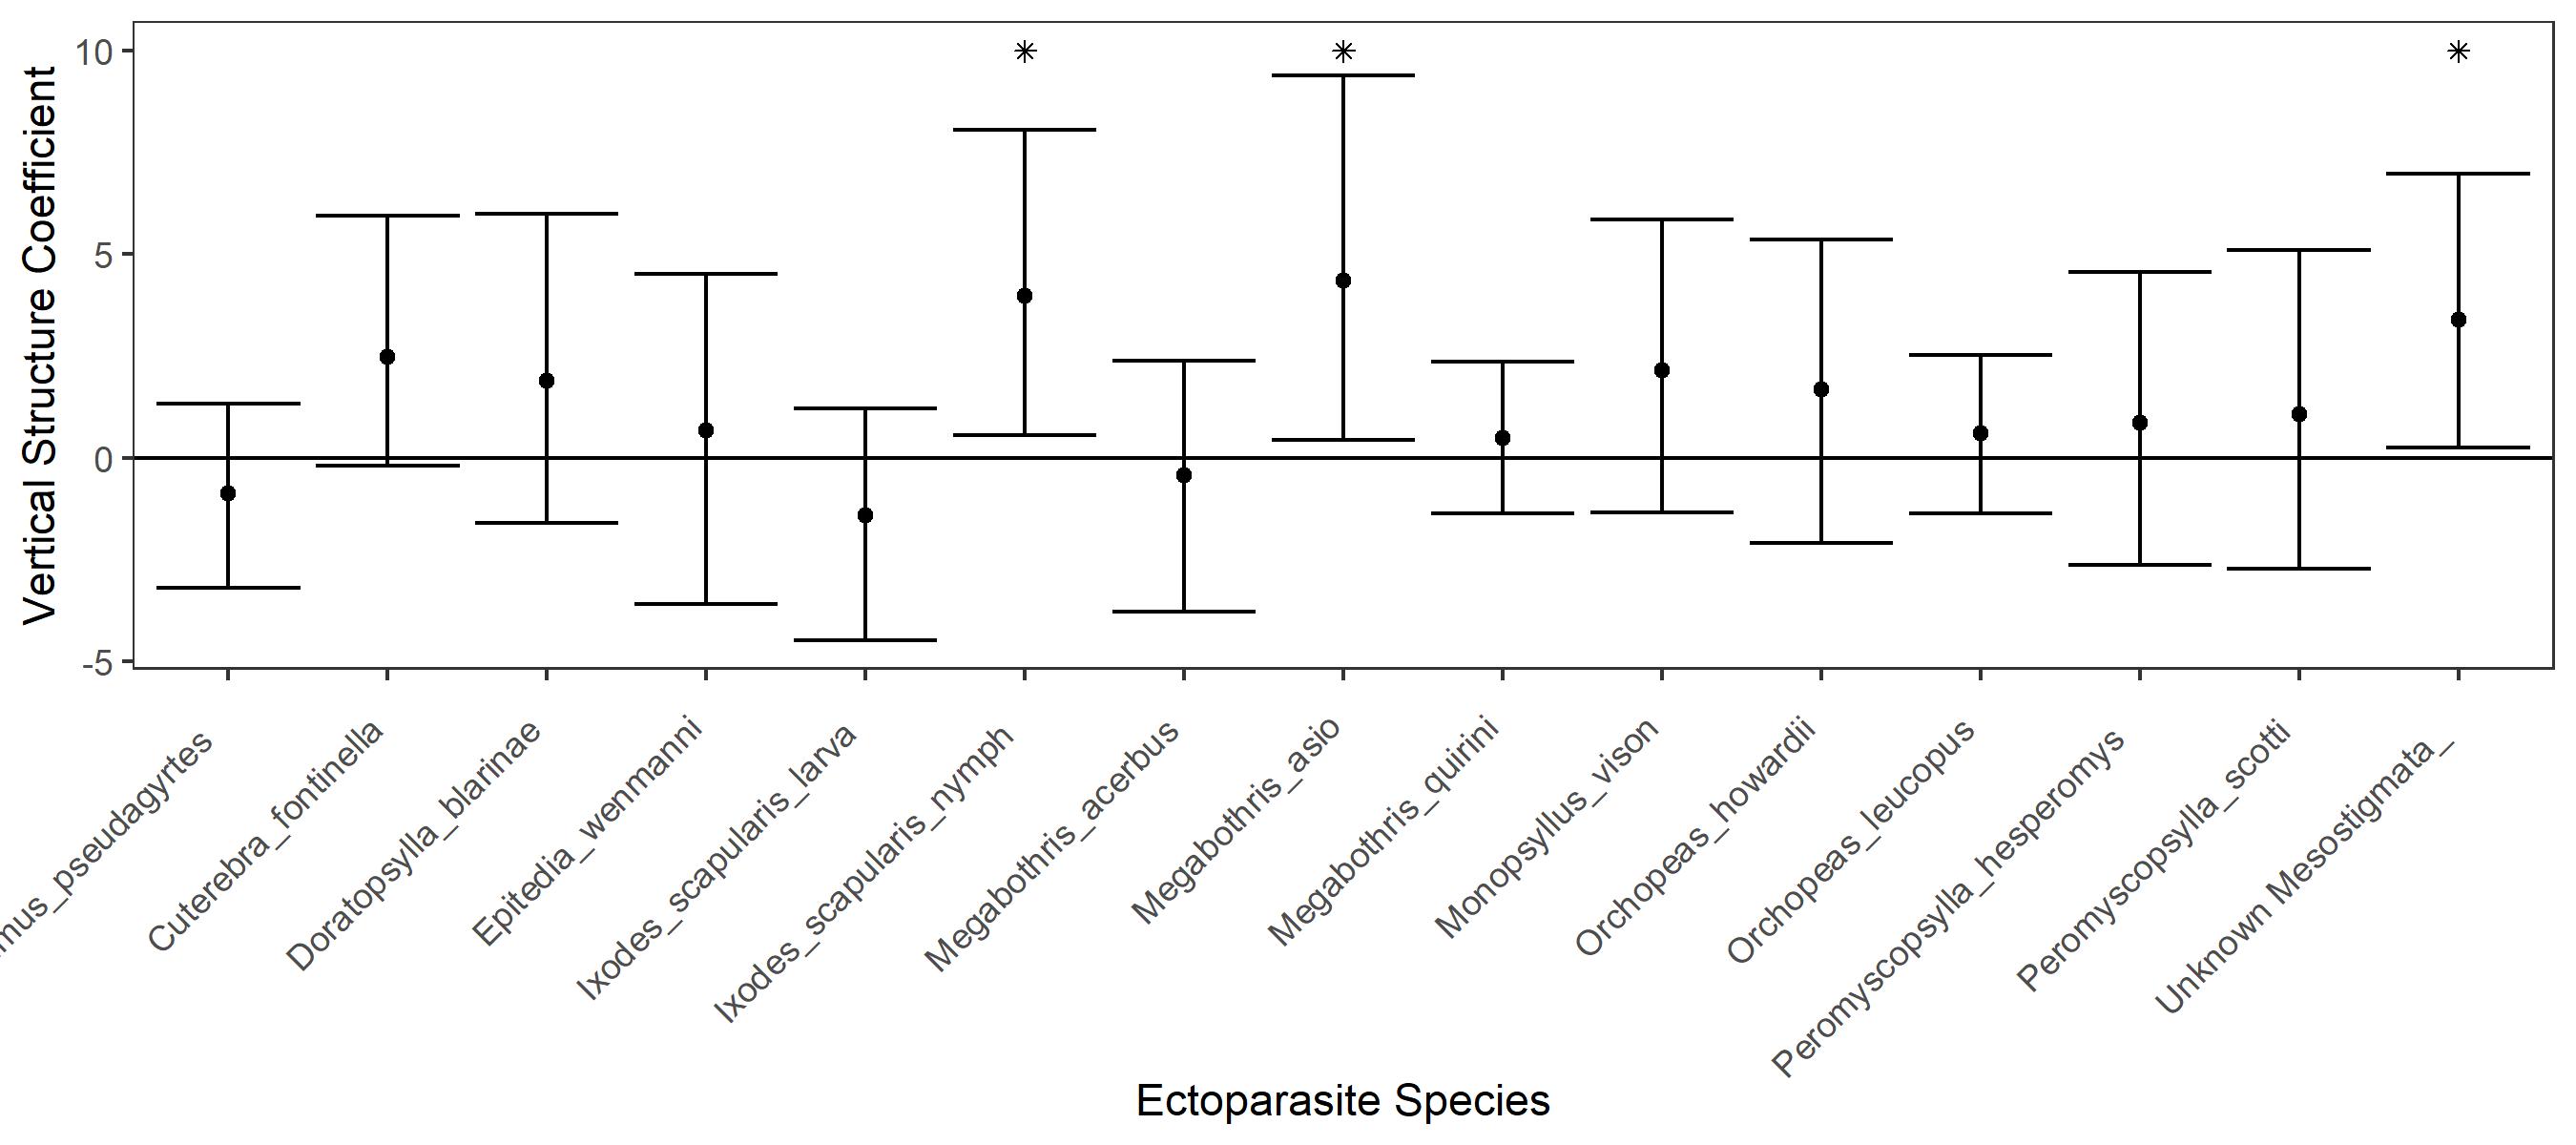 Vertical Structure Coefficient
10
5
0
-5
* * *
mus_pseudagyrtes
Cuterebra_fontinella
Doratopsylla_blarinae
Epitedia_wenmanni
Ixodes_scapularis_larva
Ixodes_scapularis_nymph
Megabothris_acerbus
Megabothris_asio
Megabothris_quirini
Monopsyllus_vison
Orchopeas_howardii
Orchopeas_leucopus
Peromyscopsylla_hesperomys
Peromyscopsylla_scotti
Unknown Mesostigmata_
Ectoparasite Species